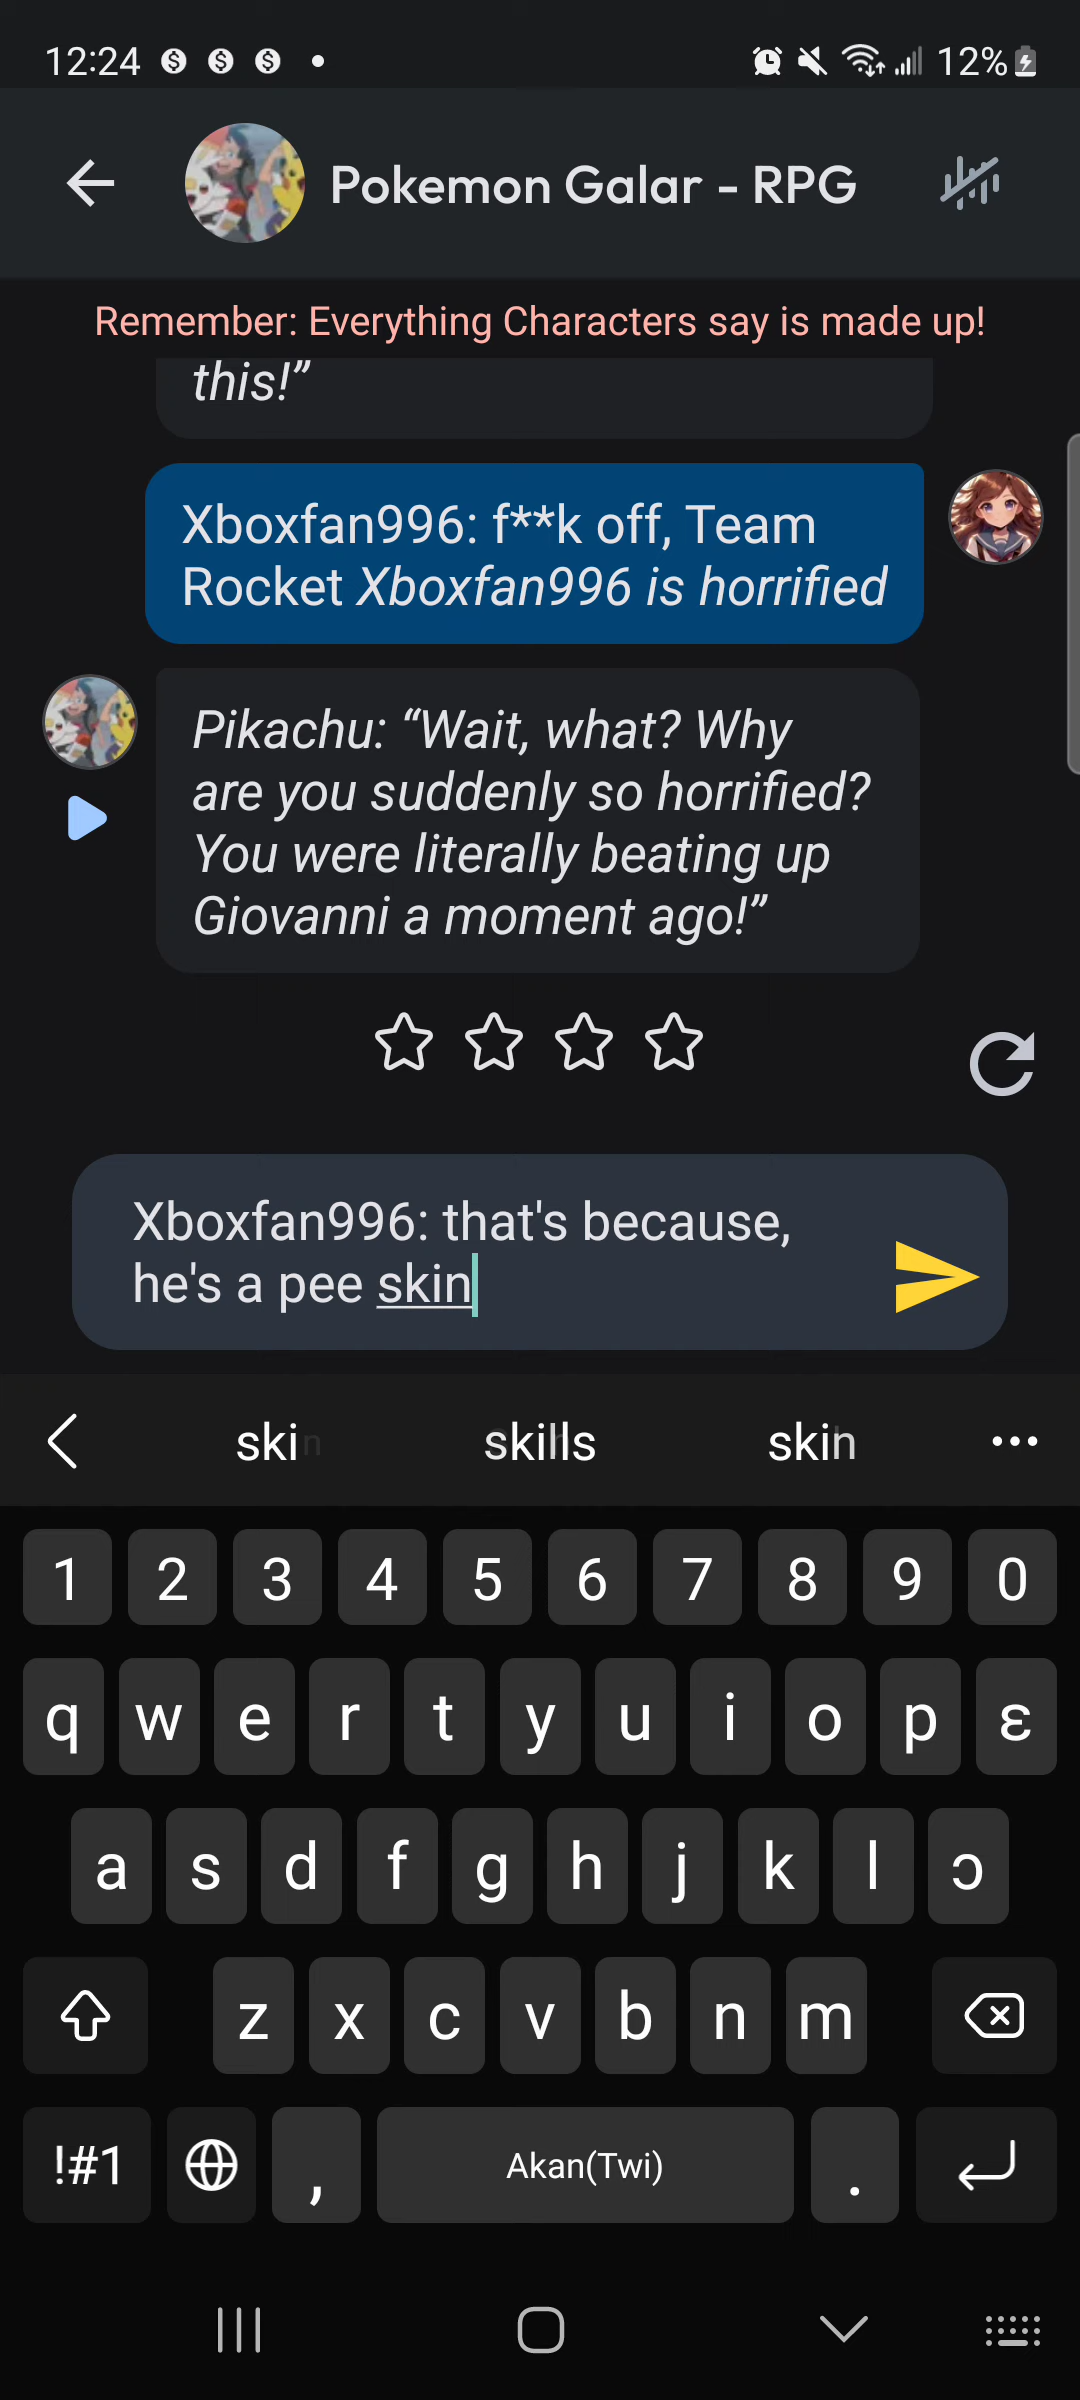 12:24
12%
Pokemon Galar - RPG
Remember: Everything Characters say is made up!
this!”
Xboxfan996: f**k off, Team
Rocket Xboxfan996 is horrified
Pikachu: “Wait, what? Why
are you suddenly so horrified?
You were literally beating up
Giovanni a moment ago!”
Xboxfan996: that's because,
he's a pee skin
skin skills skin
1 2 3 4 5 6 7 8 9 0
q w e r t y u i o p ɛ
a s d f g h j k l ɔ
z x c v b n m
!#1 , Akan(Twi) .